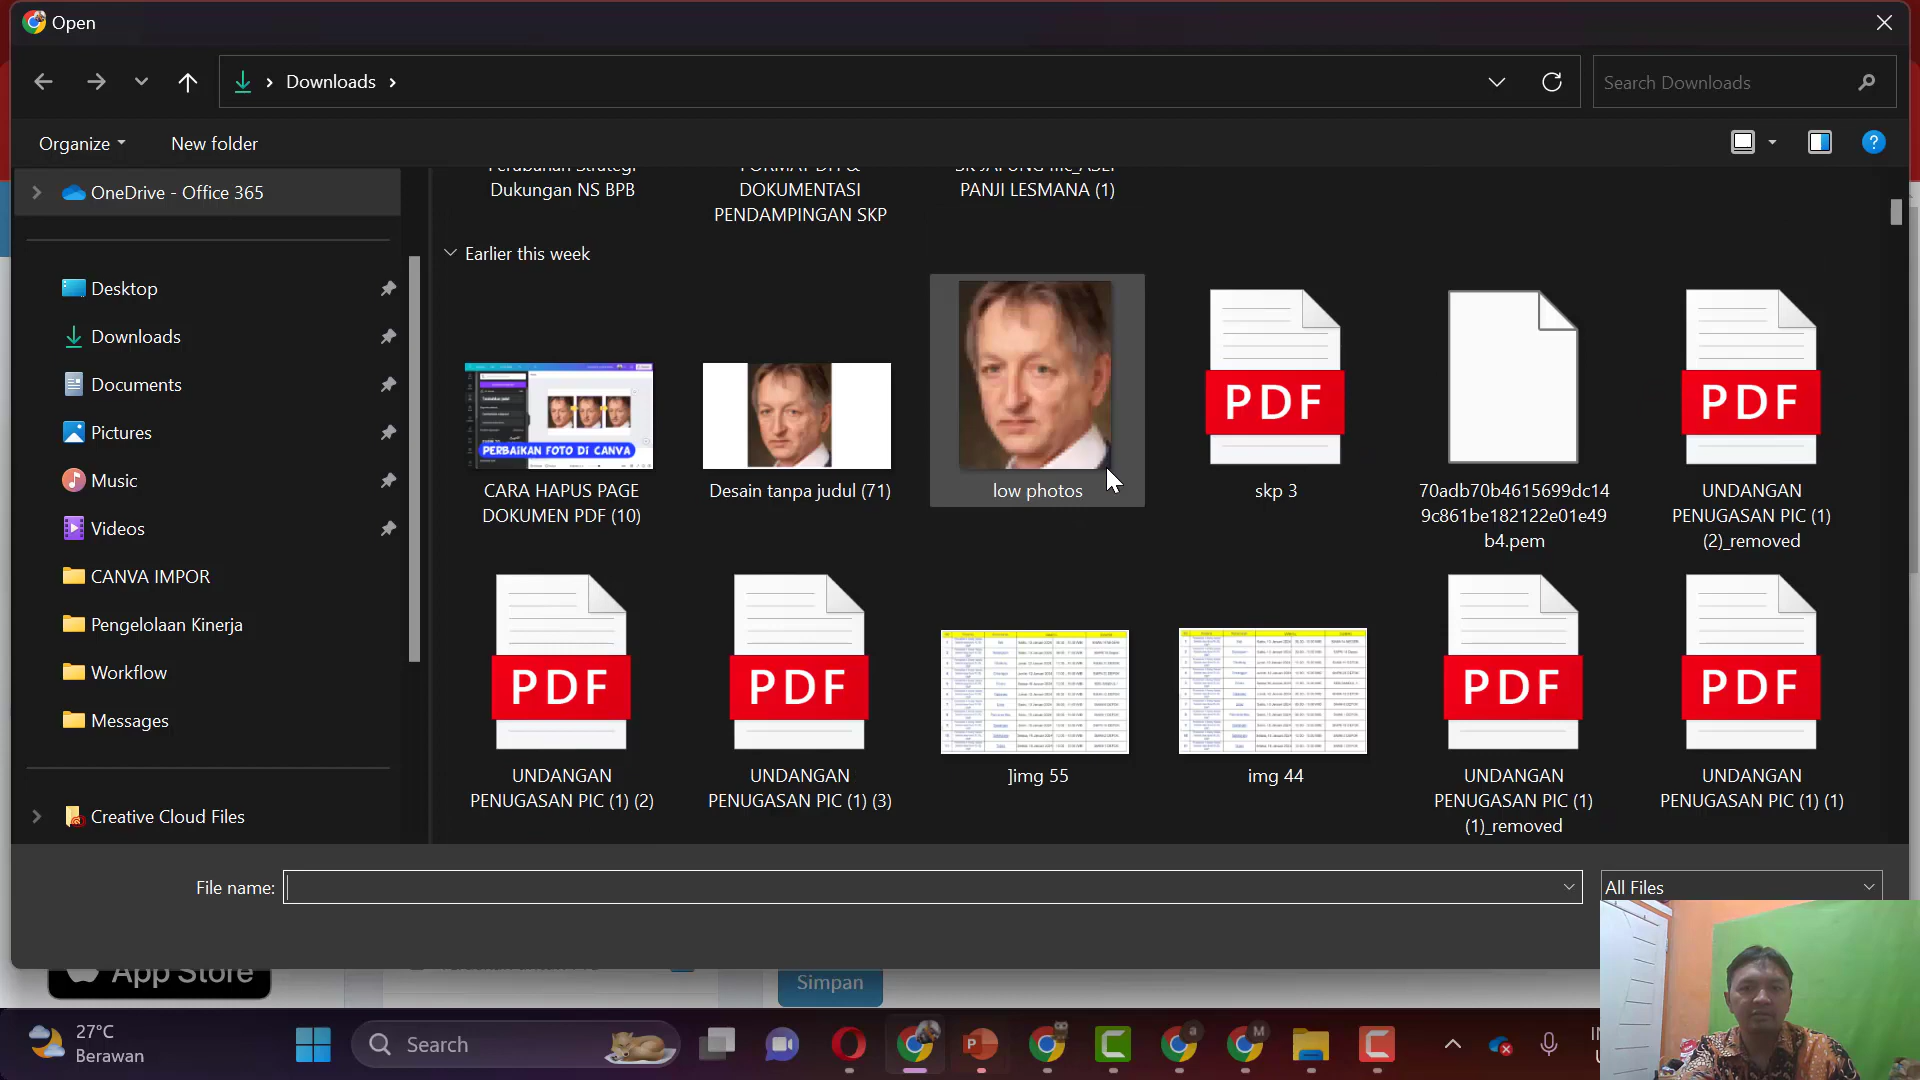 Open
Downloads
Search Downloads
Organize
New folder
OneDrive - Office 365
Dukungan NS BPB
DOKUMENTASI
PENDAMPINGAN SKP
PANJI LESMANA (1)
Earlier this week
Desktop
Downloads
Documents
Pictures
Music
Videos
CANVA IMPOR
Pengelolaan Kinerja
Workflow
Messages
Creative Cloud Files
PERBAIKAN FOTO DI CANVA
CARA HAPUS PAGE
DOKUMEN PDF (10)
Desain tanpa judul (71)
low photos
PDF
skp 3
70adb70b4615699dc14
9c861be182122e01e49
b4.pem
PDF
UNDANGAN
PENUGASAN PIC (1)
(2)_removed
PDF
UNDANGAN
PENUGASAN PIC (1) (2)
PDF
UNDANGAN
PENUGASAN PIC (1) (3)
]img 55
img 44
PDF
UNDANGAN
PENUGASAN PIC (1)
(1)_removed
PDF
UNDANGAN
PENUGASAN PIC (1) (1)
File name:
All Files
App Store
Simpan
27°C
Berawan
Search